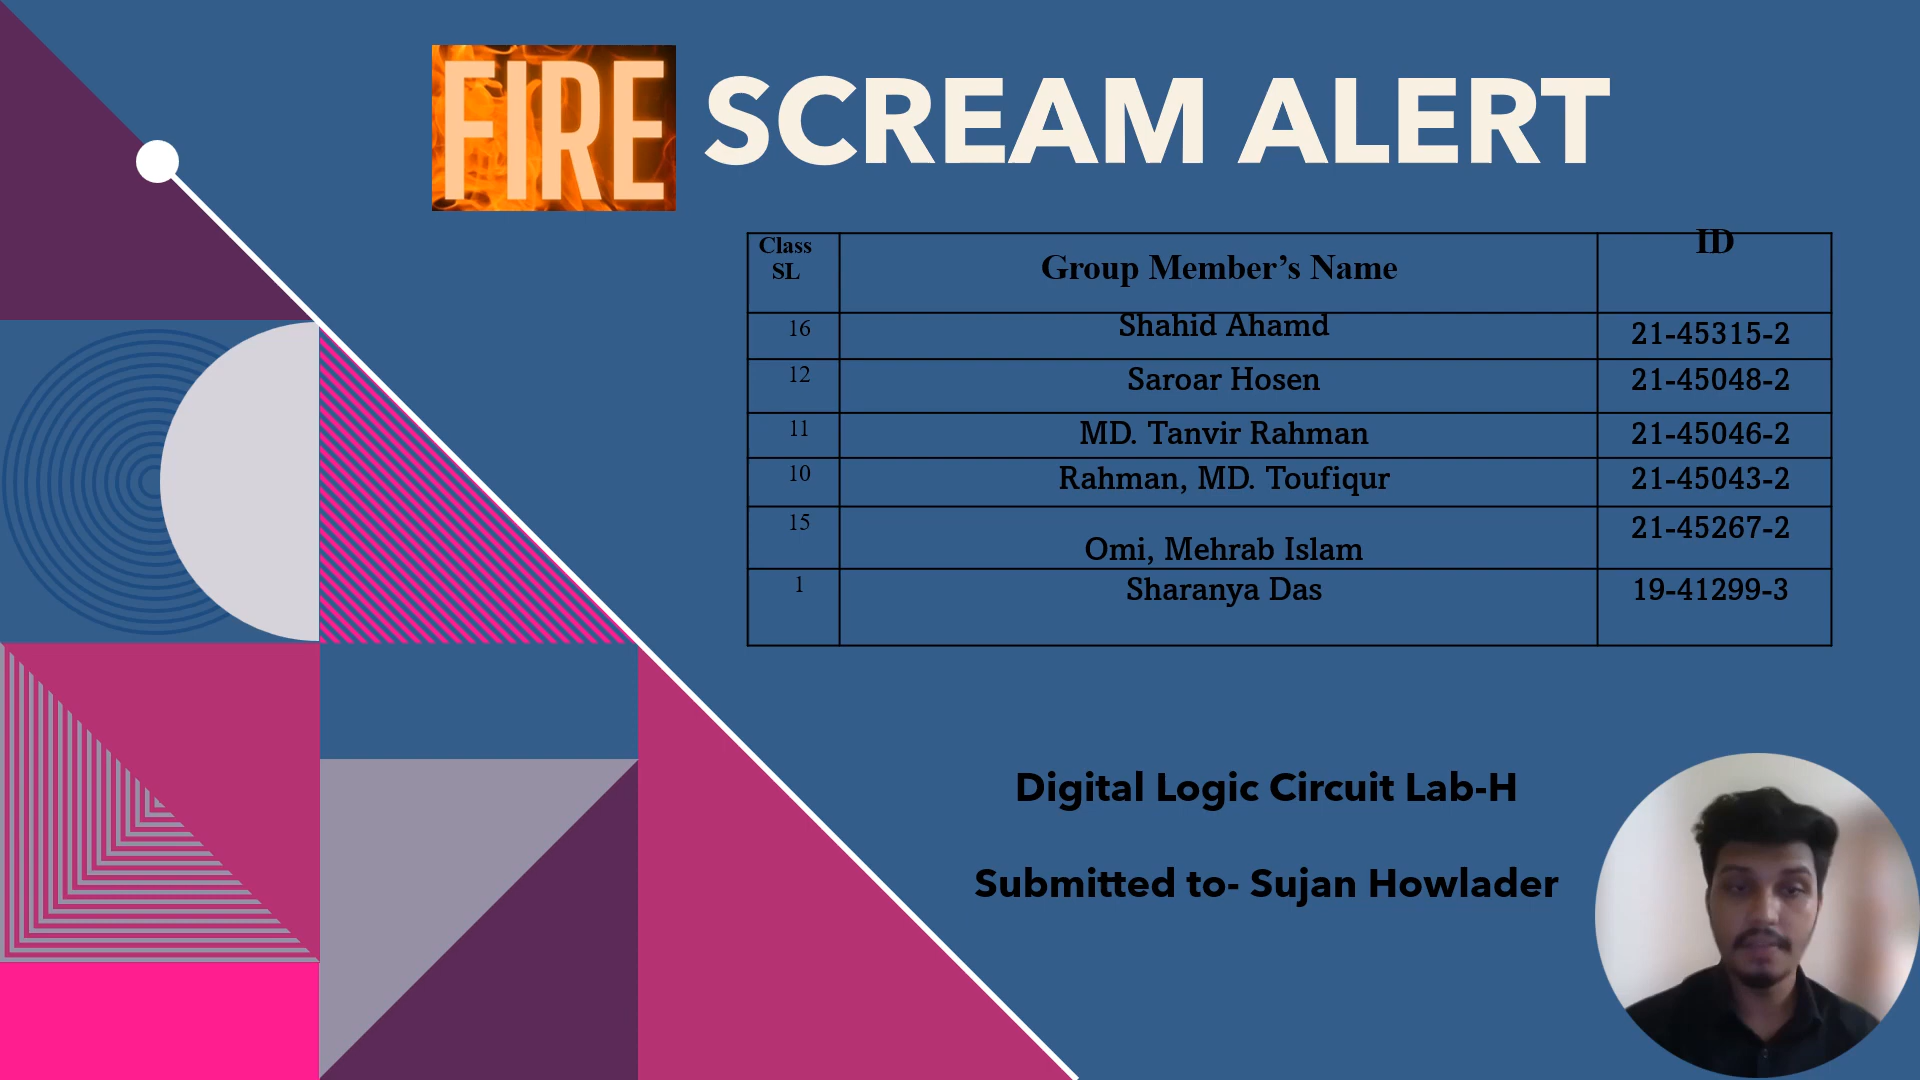 FIRE SCREAM ALERT
Class SL Group Member’s Name ID
16 Shahid Ahamd 21-45315-2
12 Saroar Hosen 21-45048-2
11 MD. Tanvir Rahman 21-45046-2
10 Rahman, MD. Toufiqur 21-45043-2
15 Omi, Mehrab Islam 21-45267-2
1 Sharanya Das 19-41299-3
Digital Logic Circuit Lab-H
Submitted to- Sujan Howlader